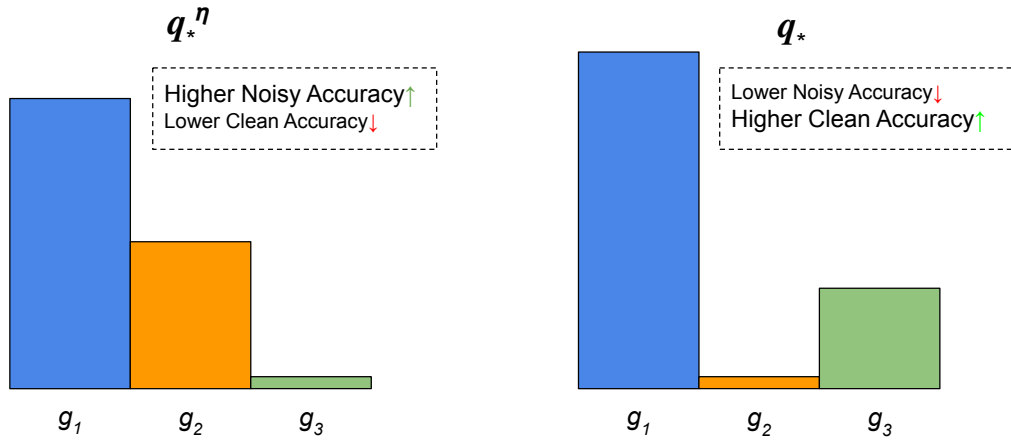 q*^η
Higher Noisy Accuracy↑
Lower Clean Accuracy↓
g1 g2 g3
q*
Lower Noisy Accuracy↓
Higher Clean Accuracy↑
g1 g2 g3